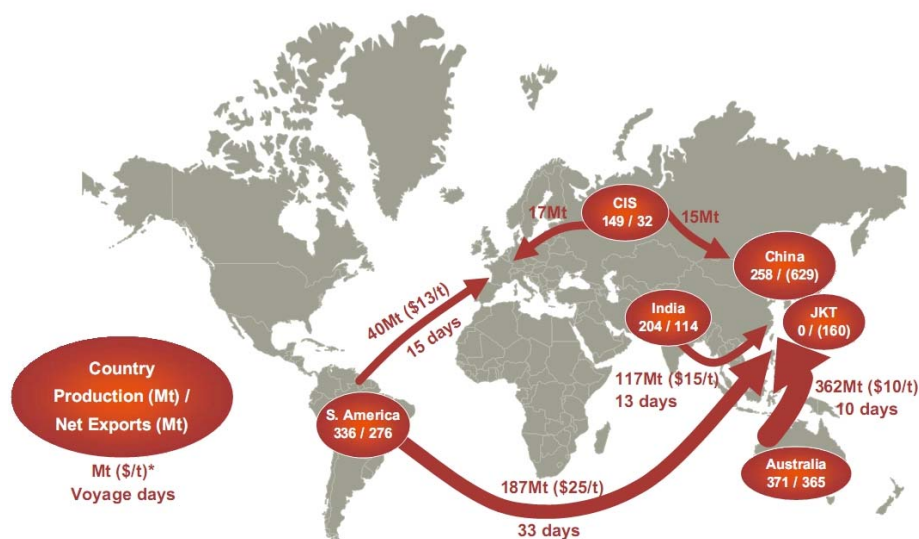 CIS
149 / 32
17Mt
15Mt
China
258 / (629)
India
204 / 114
JKT
0 / (160)
40Mt ($13/t)
15 days
Country
Production (Mt) /
Net Exports (Mt)
Mt ($/t)*
Voyage days
S. America
336 / 276
117Mt ($15/t)
13 days
362Mt ($10/t)
10 days
Australia
371 / 365
187Mt ($25/t)
33 days